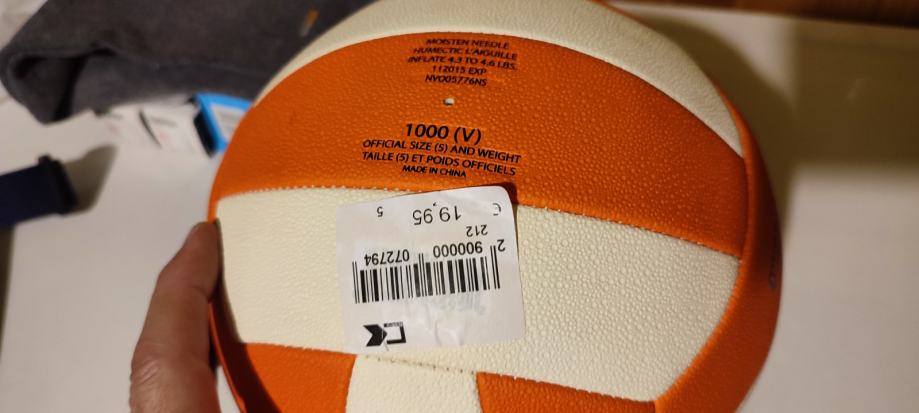 MOISTEN NEEDLE
HUMECTIC L'AIGUILLE
INFLATE 4.3 TO 4.6 LBS.
112015 EXP
NV005776NS
1000 (V)
OFFICIAL SIZE (5) AND WEIGHT
TAILLE (5) ET POIDS OFFICIELS
MADE IN CHINA
2 900000 072794
212
€ 19,95 5